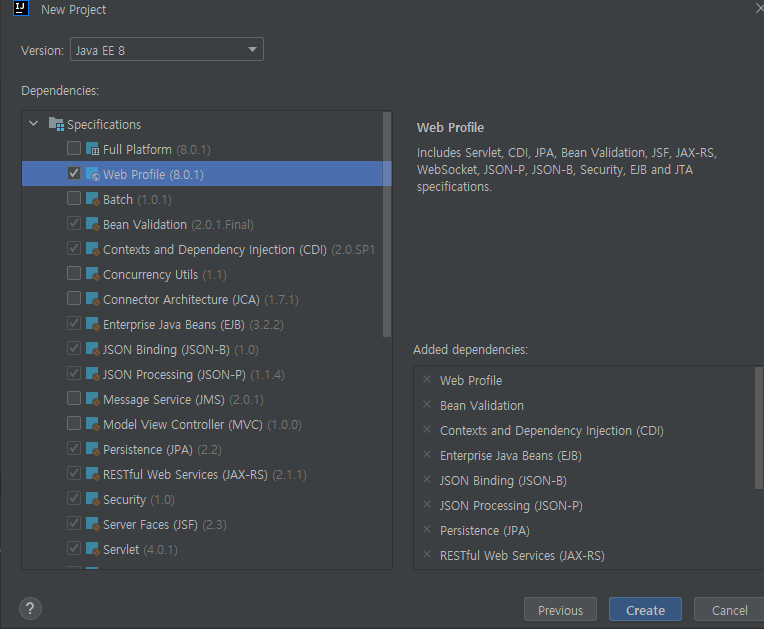 IJ
New Project
Version: Java EE 8
Dependencies:
Specifications
Full Platform (8.0.1)
Web Profile (8.0.1)
Batch (1.0.1)
Bean Validation (2.0.1.Final)
Contexts and Dependency Injection (CDI) (2.0.SP1
Concurrency Utils (1.1)
Connector Architecture (JCA) (1.7.1)
Enterprise Java Beans (EJB) (3.2.2)
JSON Binding (JSON-B) (1.0)
JSON Processing (JSON-P) (1.1.4)
Message Service (JMS) (2.0.1)
Model View Controller (MVC) (1.0.0)
Persistence (JPA) (2.2)
RESTful Web Services (JAX-RS) (2.1.1)
Security (1.0)
Server Faces (JSF) (2.3)
Servlet (4.0.1)
Web Profile
Includes Servlet, CDI, JPA, Bean Validation, JSF, JAX-RS,
WebSocket, JSON-P, JSON-B, Security, EJB and JTA
specifications.
Added dependencies:
Web Profile
Bean Validation
Contexts and Dependency Injection (CDI)
Enterprise Java Beans (EJB)
JSON Binding (JSON-B)
JSON Processing (JSON-P)
Persistence (JPA)
RESTful Web Services (JAX-RS)
?
Previous
Create
Cancel